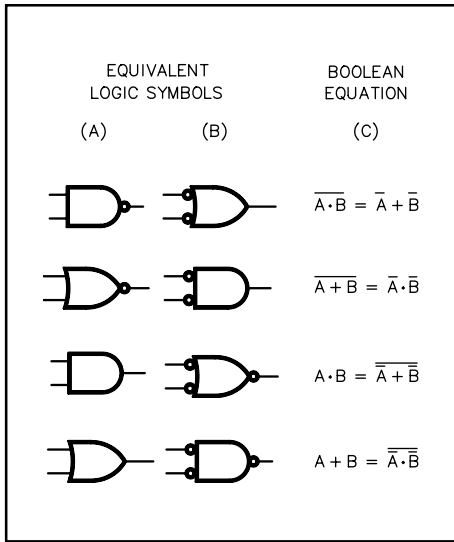 EQUIVALENT
LOGIC SYMBOLS
BOOLEAN
EQUATION
(A) (B) (C)
A̅·̅B̅ = A̅ + B̅
A̅ ̅+̅ ̅B̅ = A̅·B̅
A·B = A̿ ̅+̅ ̅B̿
A + B = A̿·̅B̿